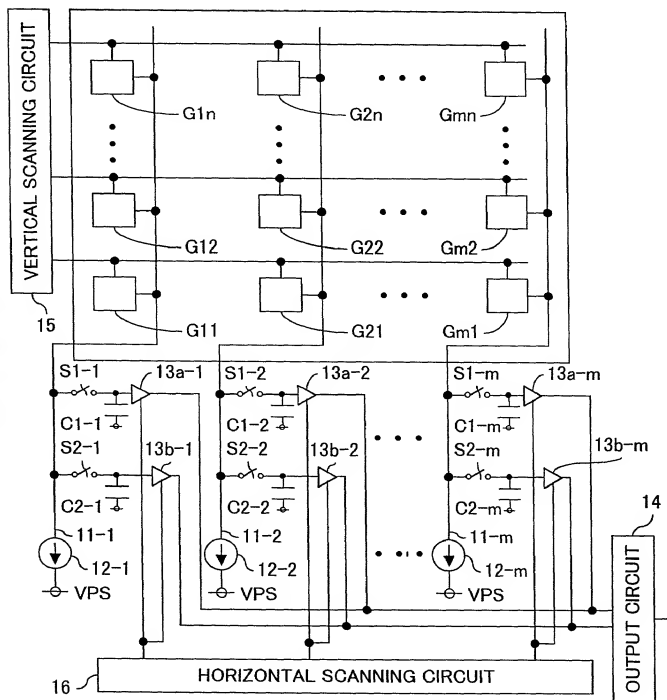 VERTICAL SCANNING CIRCUIT
15
G1n
G2n
Gmn
G12
G22
Gm2
G11
G21
Gm1
S1-1
13a-1
S1-2
13a-2
S1-m
13a-m
C1-1
C1-2
C1-m
S2-1
13b-1
S2-2
13b-2
S2-m
13b-m
C2-1
C2-2
C2-m
11-1
11-2
11-m
14
12-1
12-2
12-m
VPS
VPS
VPS
OUTPUT CIRCUIT
16
HORIZONTAL SCANNING CIRCUIT